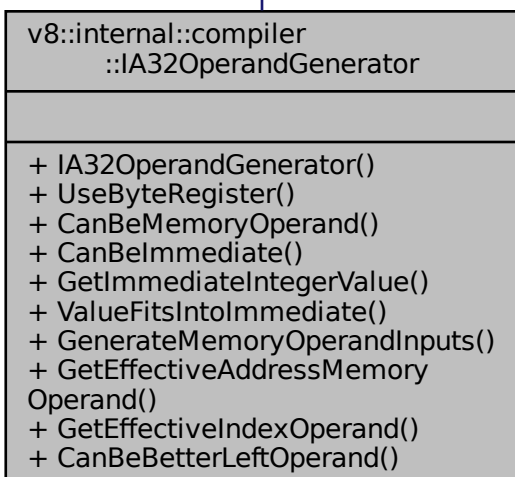 v8::internal::compiler
::IA32OperandGenerator
+ IA32OperandGenerator()
+ UseByteRegister()
+ CanBeMemoryOperand()
+ CanBeImmediate()
+ GetImmediateIntegerValue()
+ ValueFitsIntoImmediate()
+ GenerateMemoryOperandInputs()
+ GetEffectiveAddressMemory
Operand()
+ GetEffectiveIndexOperand()
+ CanBeBetterLeftOperand()